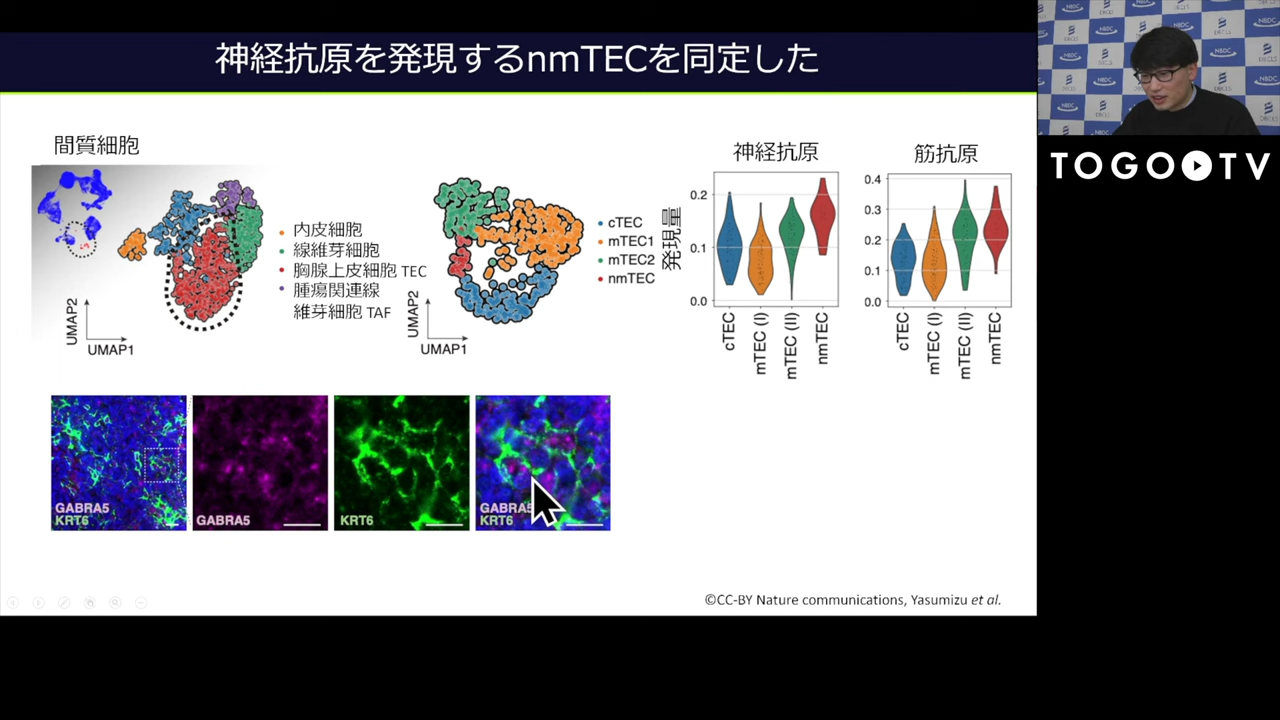 神経抗原を発現するnmTECを同定した
間質細胞
UMAP2
UMAP1
内皮細胞
線維芽細胞
胸腺上皮細胞 TEC
腫瘍関連線
維芽細胞 TAF
UMAP2
UMAP1
cTEC
mTEC1
mTEC2
nmTEC
神経抗原
発現量
0.2
0.1
0.0
cTEC
mTEC (I)
mTEC (II)
nmTEC
筋抗原
0.4
0.3
0.2
0.1
0.0
cTEC
mTEC (I)
mTEC (II)
nmTEC
GABRA5
KRT6
GABRA5
KRT6
GABRA5
KRT6
©CC-BY Nature communications, Yasumizu et al.
NBDC
DBCLS
TOGO TV